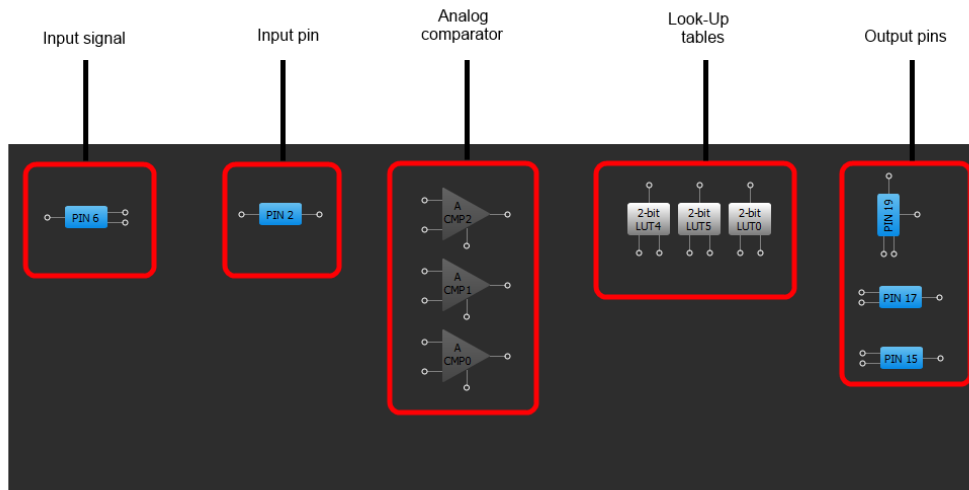 Input signal
Input pin
Analog
comparator
Look-Up
tables
Output pins
PIN 6
PIN 2
A
CMP2
A
CMP1
A
CMP0
2-bit
LUT4
2-bit
LUT5
2-bit
LUT0
PIN 19
PIN 17
PIN 15